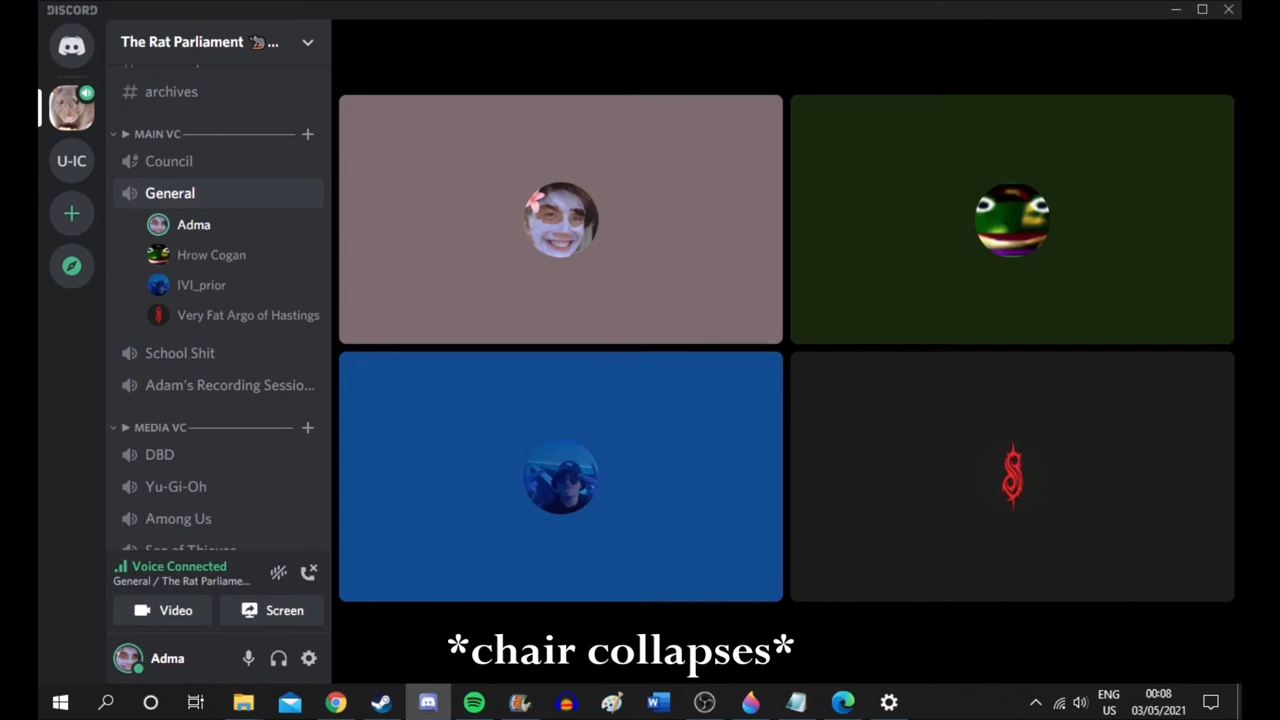 DISCORD
The Rat Parliament 🐀...
archives
MAIN VC
Council
General
Adma
Hrow Cogan
IVI_prior
Very Fat Argo of Hastings
School Shit
Adam's Recording Sessio...
MEDIA VC
DBD
Yu-Gi-Oh
Among Us
U-IC
Voice Connected
General / The Rat Parliame...
Video
Screen
Adma
*chair collapses*
ENG
US
00:08
03/05/2021